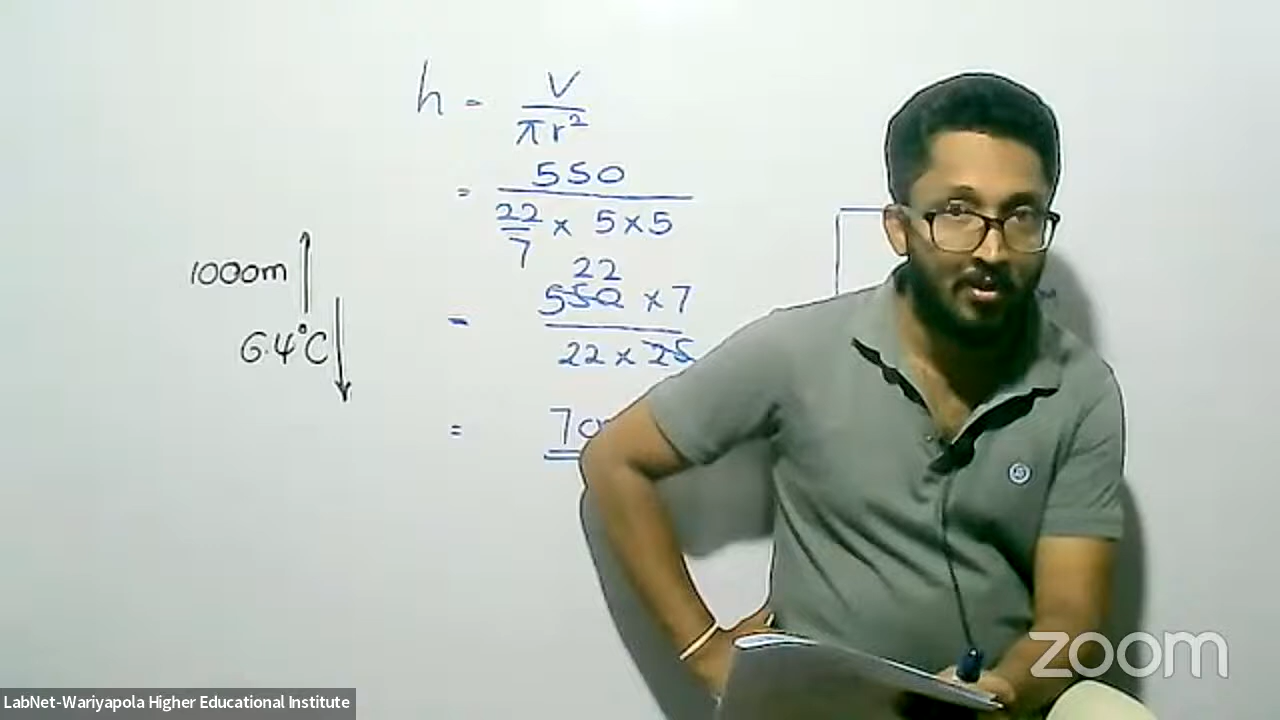 h = V
πr²
= 550
22/7 × 5×5
22
= 550 × 7
22 × 25
=
1000m
6.4°C
zoom
LabNet-Wariyapola Higher Educational Institute